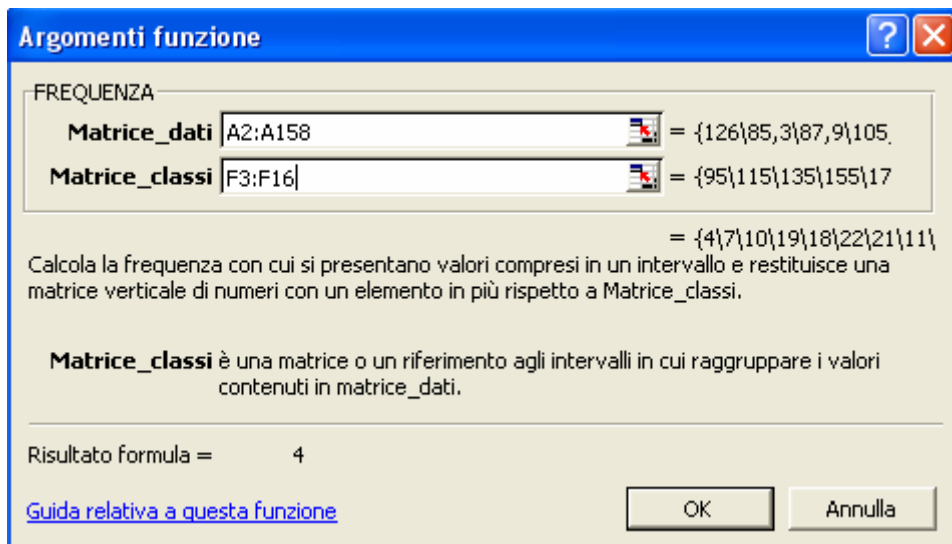 Argomenti funzione
FREQUENZA
Matrice_dati A2:A158 = {126\85,3\87,9\105,
Matrice_classi F3:F16 = {95\115\135\155\17
= {4\7\10\19\18\22\21\11\
Calcola la frequenza con cui si presentano valori compresi in un intervallo e restituisce una
matrice verticale di numeri con un elemento in più rispetto a Matrice_classi.
Matrice_classi è una matrice o un riferimento agli intervalli in cui raggruppare i valori
contenuti in matrice_dati.
Risultato formula = 4
Guida relativa a questa funzione OK Annulla